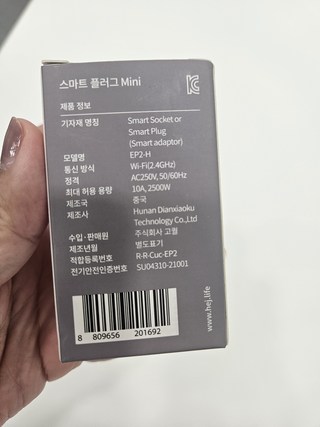 스마트 플러그 Mini
제품 정보
기자재 명칭 Smart Socket or
Smart Plug
(Smart adaptor)
모델명 EP2-H
통신 방식 Wi-Fi(2.4GHz)
정격 AC250V, 50/60Hz
최대 허용 용량 10A, 2500W
제조국 중국
제조사 Hunan Dianxiaoku
Technology Co.,Ltd
수입·판매원 주식회사 고퀄
제조년월 별도표기
적합등록번호 R-R-Cuc-EP2
전기안전인증번호 SU04310-21001
8 809656 201692
www.hej.life